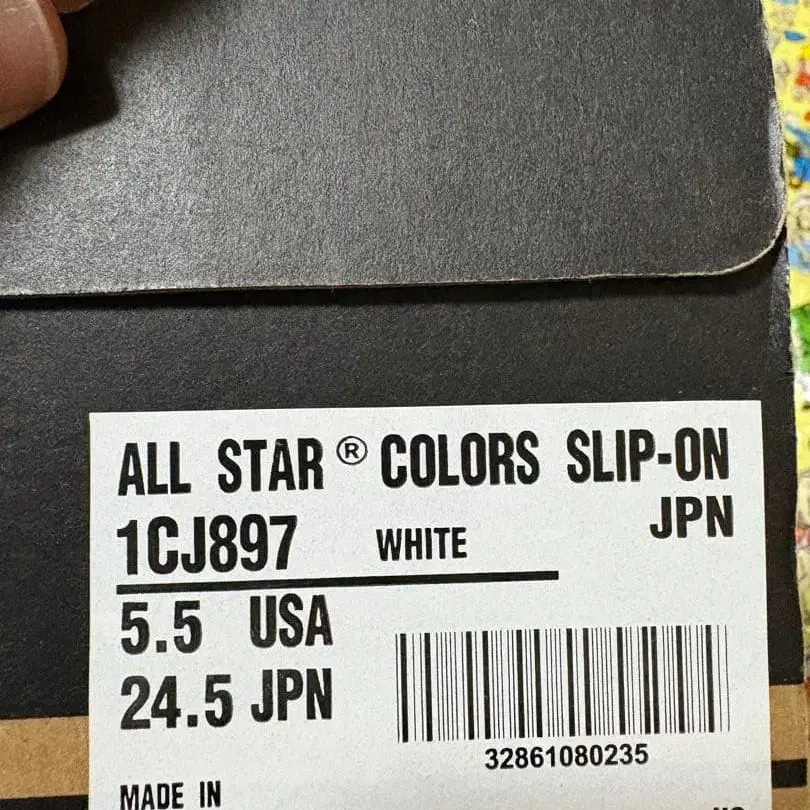 ALL STAR® COLORS SLIP-ON
JPN
1CJ897 WHITE
5.5 USA
24.5 JPN
32861080235
MADE IN